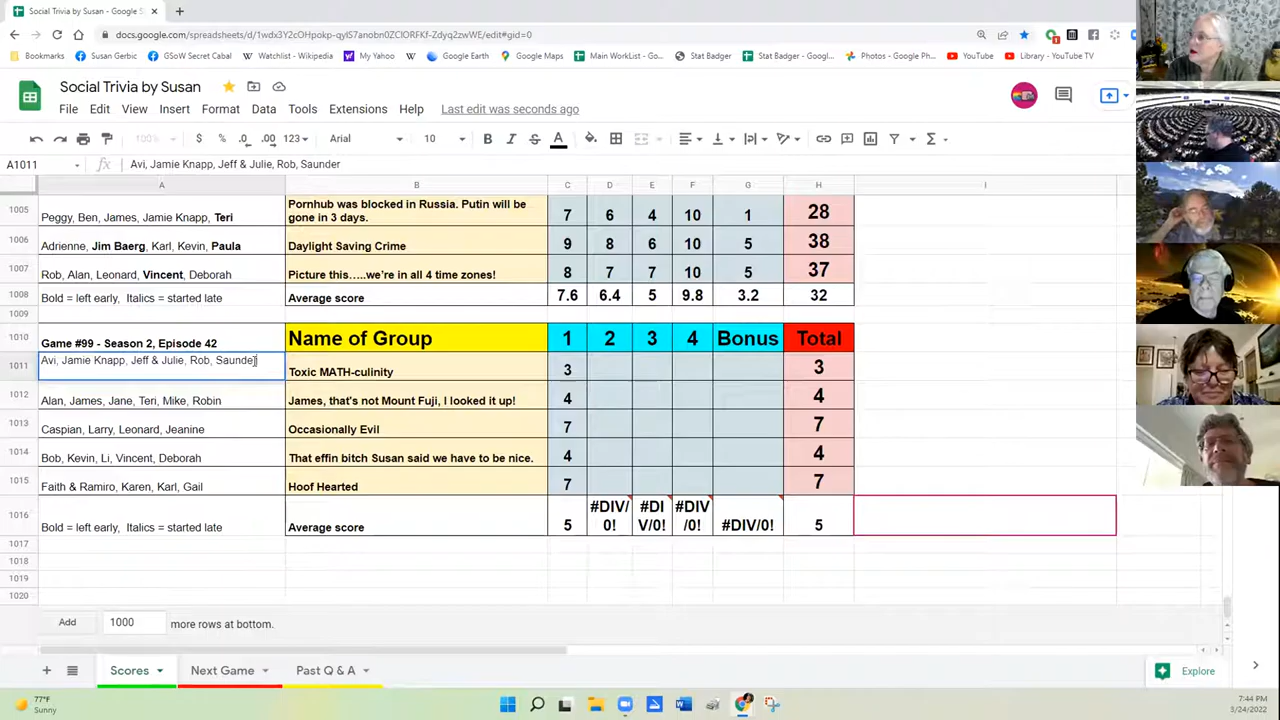 Social Trivia by Susan - Google S
docs.google.com/spreadsheets/d/1wdx3Y2cOHpokp-qyIS7anobn0ZCIORFKf-Zdyq2zwWE/edit#gid=0
Bookmarks Susan Gerbic GSoW Secret Cabal Watchlist - Wikipedia My Yahoo Google Earth Google Maps Main WorkList - Go... Stat Badger Stat Badger - Googl... Photos - Google Ph... YouTube Library - YouTube TV
Social Trivia by Susan
File Edit View Insert Format Data Tools Extensions Last edit was seconds ago
100% $ % .0 .00 123 Arial 10 B I S A
A1011 fx Avi, Jamie Knapp, Jeff & Julie, Rob, Saunder
A B C D E F G H I
1005 Peggy, Ben, James, Jamie Knapp, Teri Pornhub was blocked in Russia. Putin will be gone in 3 days. 7 6 4 10 1 28
1006 Adrienne, Jim Baerg, Karl, Kevin, Paula Daylight Saving Crime 9 8 6 10 5 38
1007 Rob, Alan, Leonard, Vincent, Deborah Picture this.....we're in all 4 time zones! 8 7 7 10 5 37
1008 Bold = left early, Italics = started late Average score 7.6 6.4 5 9.8 3.2 32
1009
1010 Game #99 - Season 2, Episode 42 Name of Group 1 2 3 4 Bonus Total
1011 Avi, Jamie Knapp, Jeff & Julie, Rob, Saunder Toxic MATH-culinity 3 3
1012 Alan, James, Jane, Teri, Mike, Robin James, that's not Mount Fuji, I looked it up! 4 4
1013 Caspian, Larry, Leonard, Jeanine Occasionally Evil 7 7
1014 Bob, Kevin, Li, Vincent, Deborah That effin bitch Susan said we have to be nice. 4 4
1015 Faith & Ramiro, Karen, Karl, Gail Hoof Hearted 7 7
1016 Bold = left early, Italics = started late Average score 5 #DIV/0! #DIV/0! #DIV/0! #DIV/0! 5
1017
1018
1019
1020
Add 1000 more rows at bottom.
Scores Next Game Past Q & A Explore
77°F
Sunny
7:44 PM
3/24/2022